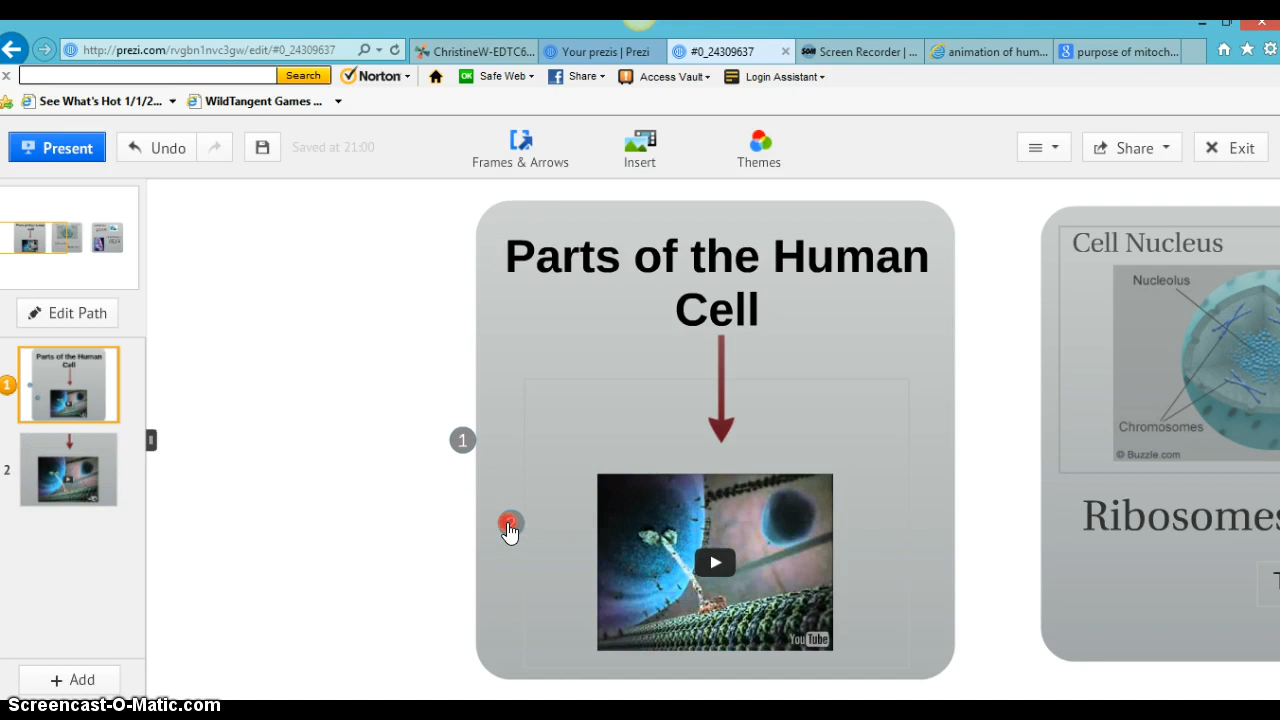 http://prezi.com/rvgbn1nvc3gw/edit/#0_24309637
ChristineW-EDTC6...
Your prezis | Prezi
#0_24309637
Screen Recorder | ...
animation of hum...
purpose of mitoch...
x
Search
Norton
OK Safe Web
Share
Access Vault
Login Assistant
See What's Hot 1/1/2...
WildTangent Games ...
Present
Undo
Saved at 21:00
Frames & Arrows
Insert
Themes
Share
Exit
Edit Path
Parts of the Human
Cell
1
2
+ Add
Parts of the Human
Cell
1
YouTube
Cell Nucleus
Nucleolus
Chromosomes
© Buzzle.com
Ribosomes
T
Screencast-O-Matic.com